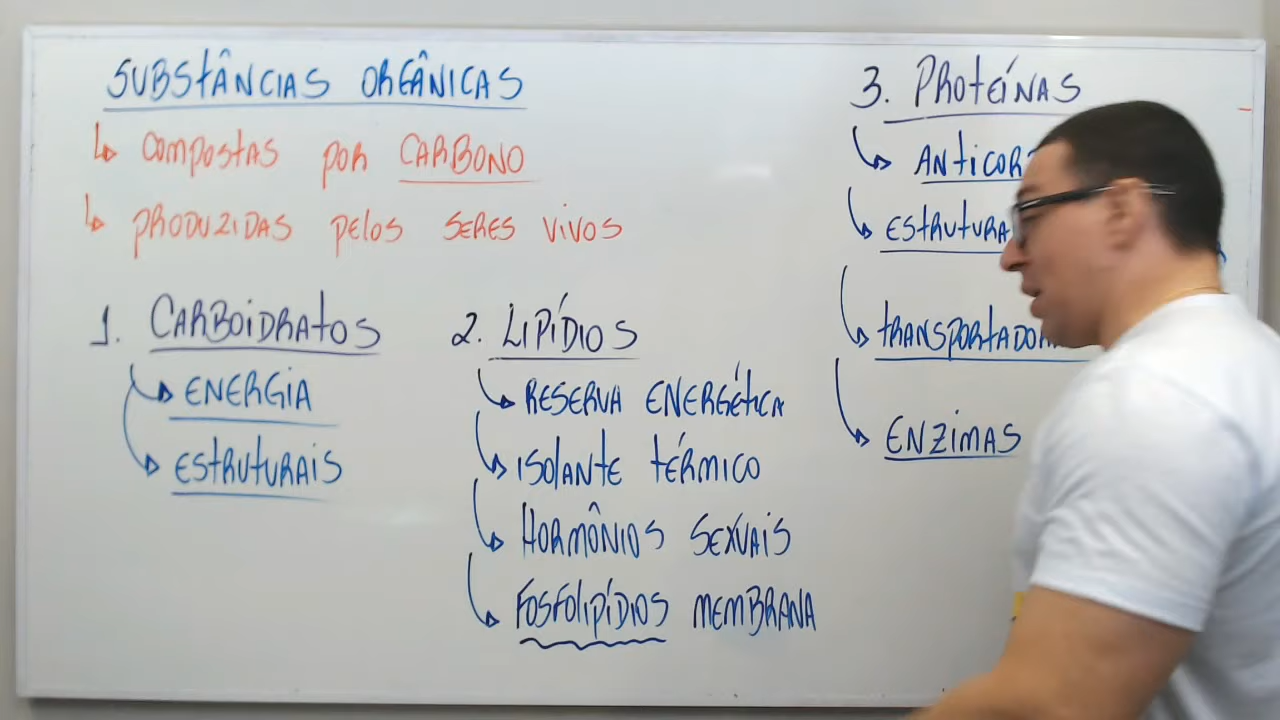 SUBSTÂNCIAS ORGÂNICAS
↳ COMPOSTAS POR CARBONO
↳ PRODUZIDAS PELOS SERES VIVOS
1. CARBOIDRATOS
↳ ENERGIA
↳ ESTRUTURAIS
2. LIPÍDIOS
↳ RESERVA ENERGÉTICA
↳ ISOLANTE TÉRMICO
↳ HORMÔNIOS SEXUAIS
↳ FOSFOLIPÍDIOS MEMBRANA
3. PROTEÍNAS
↳ ENZIMAS